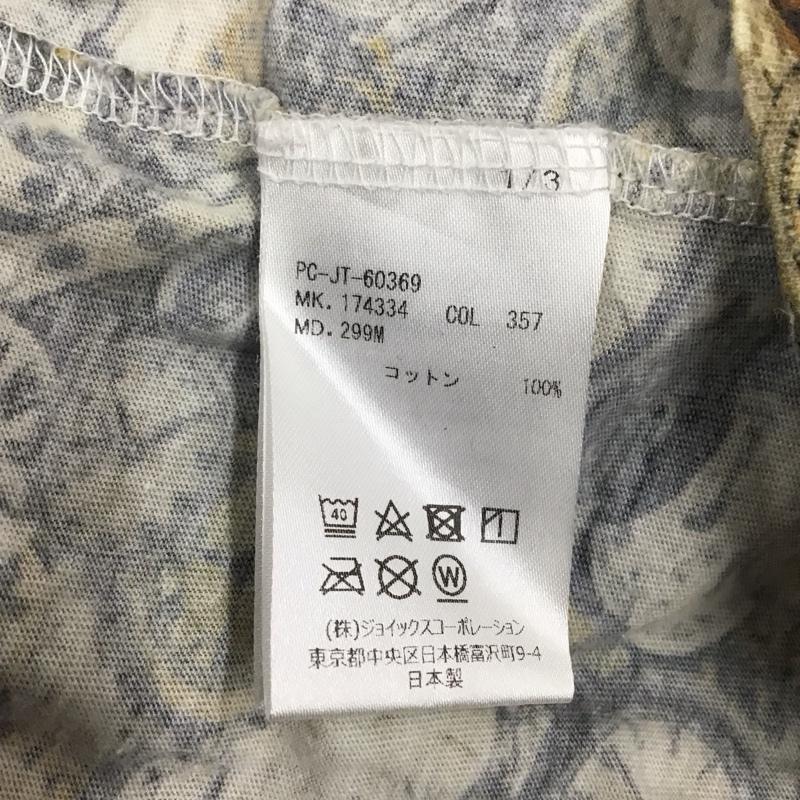 1/3
PC-JT-60369
MK. 174334 COL 357
MD. 299M
コットン 100%
40
W
(株)ジョイックスコーポレーション
東京都中央区日本橋富沢町9-4
日本製